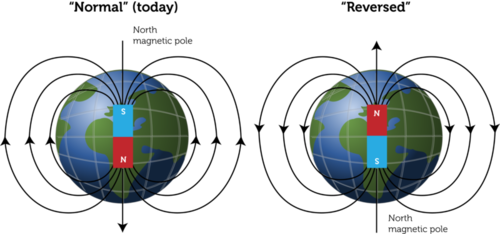 “Normal” (today)
North
magnetic pole
S
N
“Reversed”
N
S
North
magnetic pole